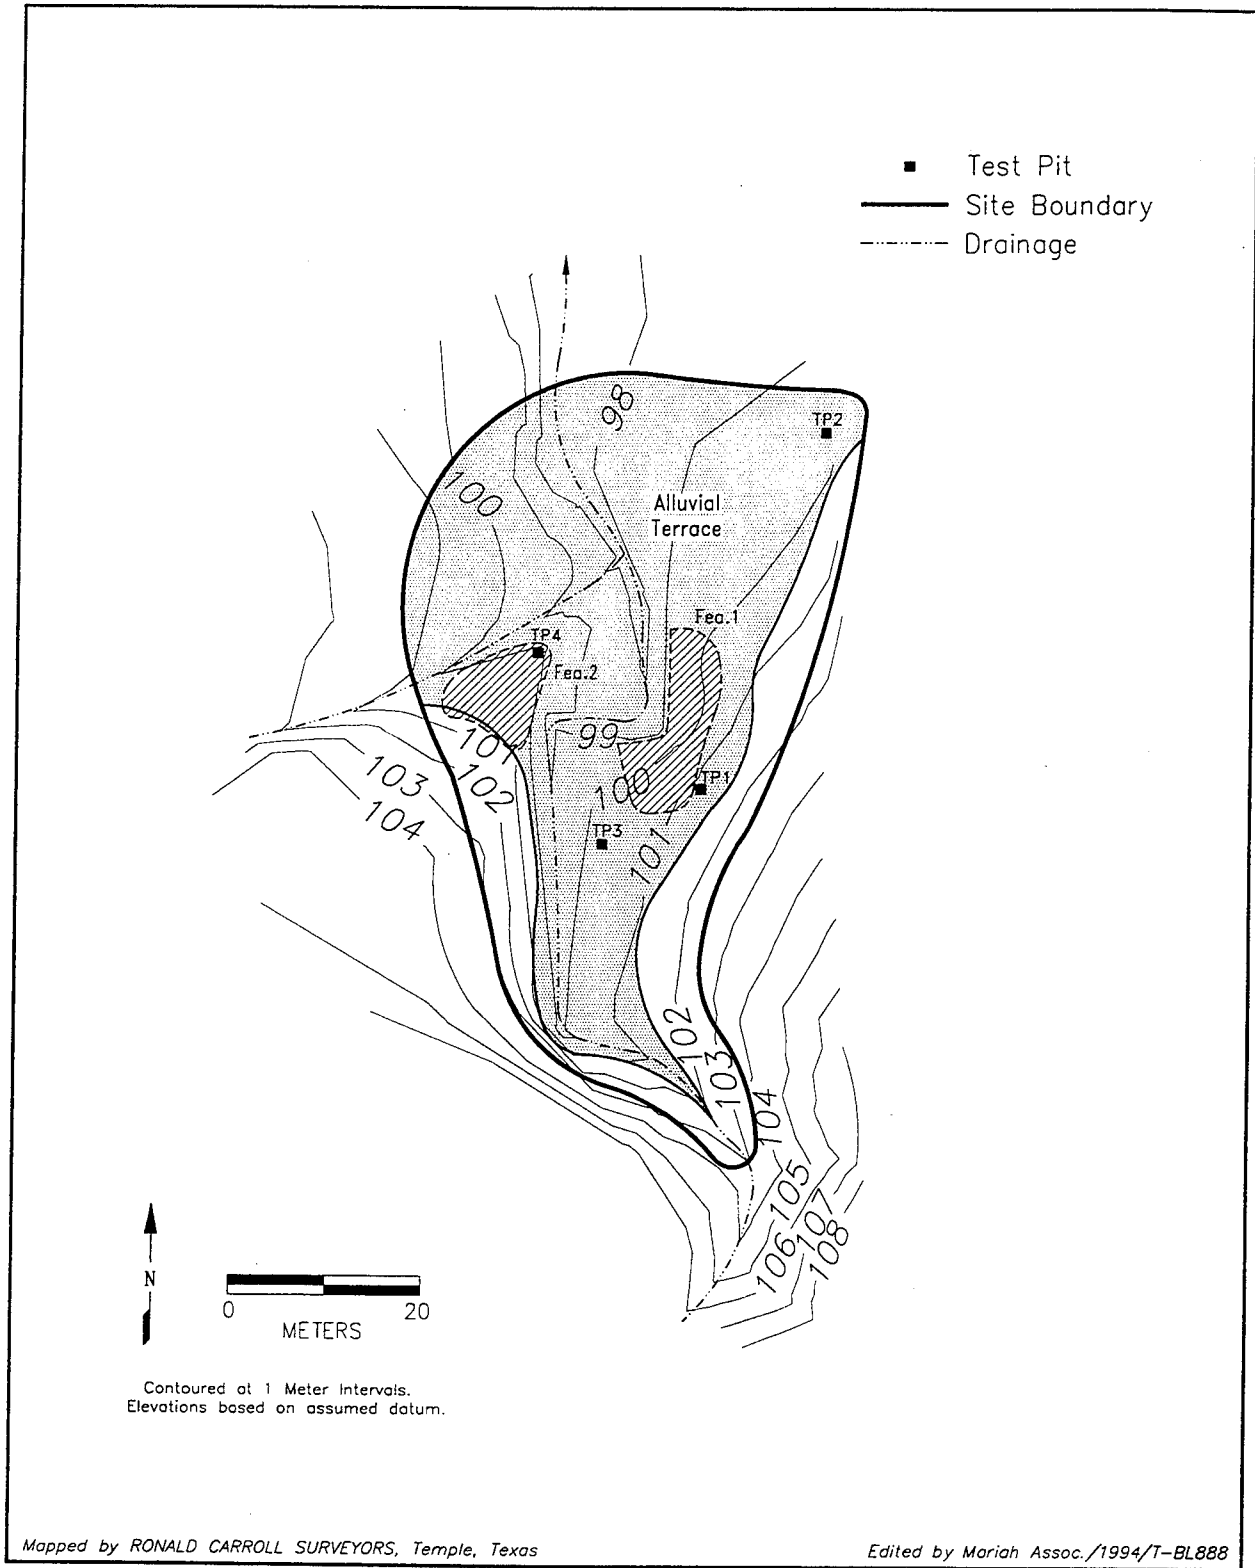 Test Pit
Site Boundary
Drainage
98
TP2
100
Alluvial
Terrace
Fea.1
TP4
Fea.2
99
101
102
103
104
100
TP1
TP3
101
102
103
104
105
106
107
108
N
0 20
METERS
Contoured at 1 Meter Intervals.
Elevations based on assumed datum.
Mapped by RONALD CARROLL SURVEYORS, Temple, Texas
Edited by Mariah Assoc./1994/T-BL888